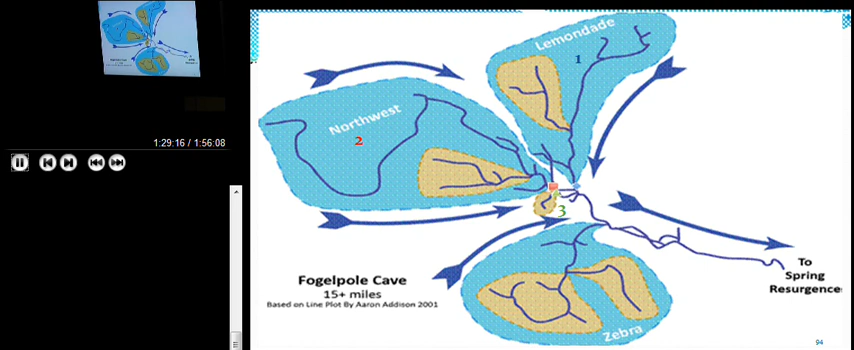 1:29:16 / 1:56:08
Lemondade
1
Northwest
2
3
To
Spring
Resurgence
Fogelpole Cave
15+ miles
Based on Line Plot By Aaron Addison 2001
Zebra
94